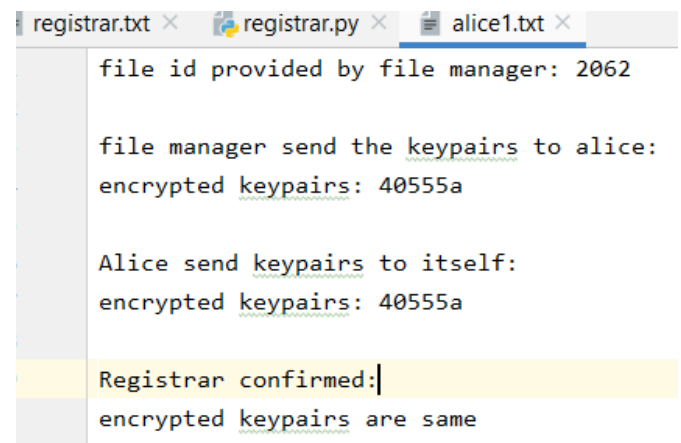 registrar.txt registrar.py alice1.txt
file id provided by file manager: 2062
file manager send the keypairs to alice:
encrypted keypairs: 40555a
Alice send keypairs to itself:
encrypted keypairs: 40555a
Registrar confirmed:
encrypted keypairs are same